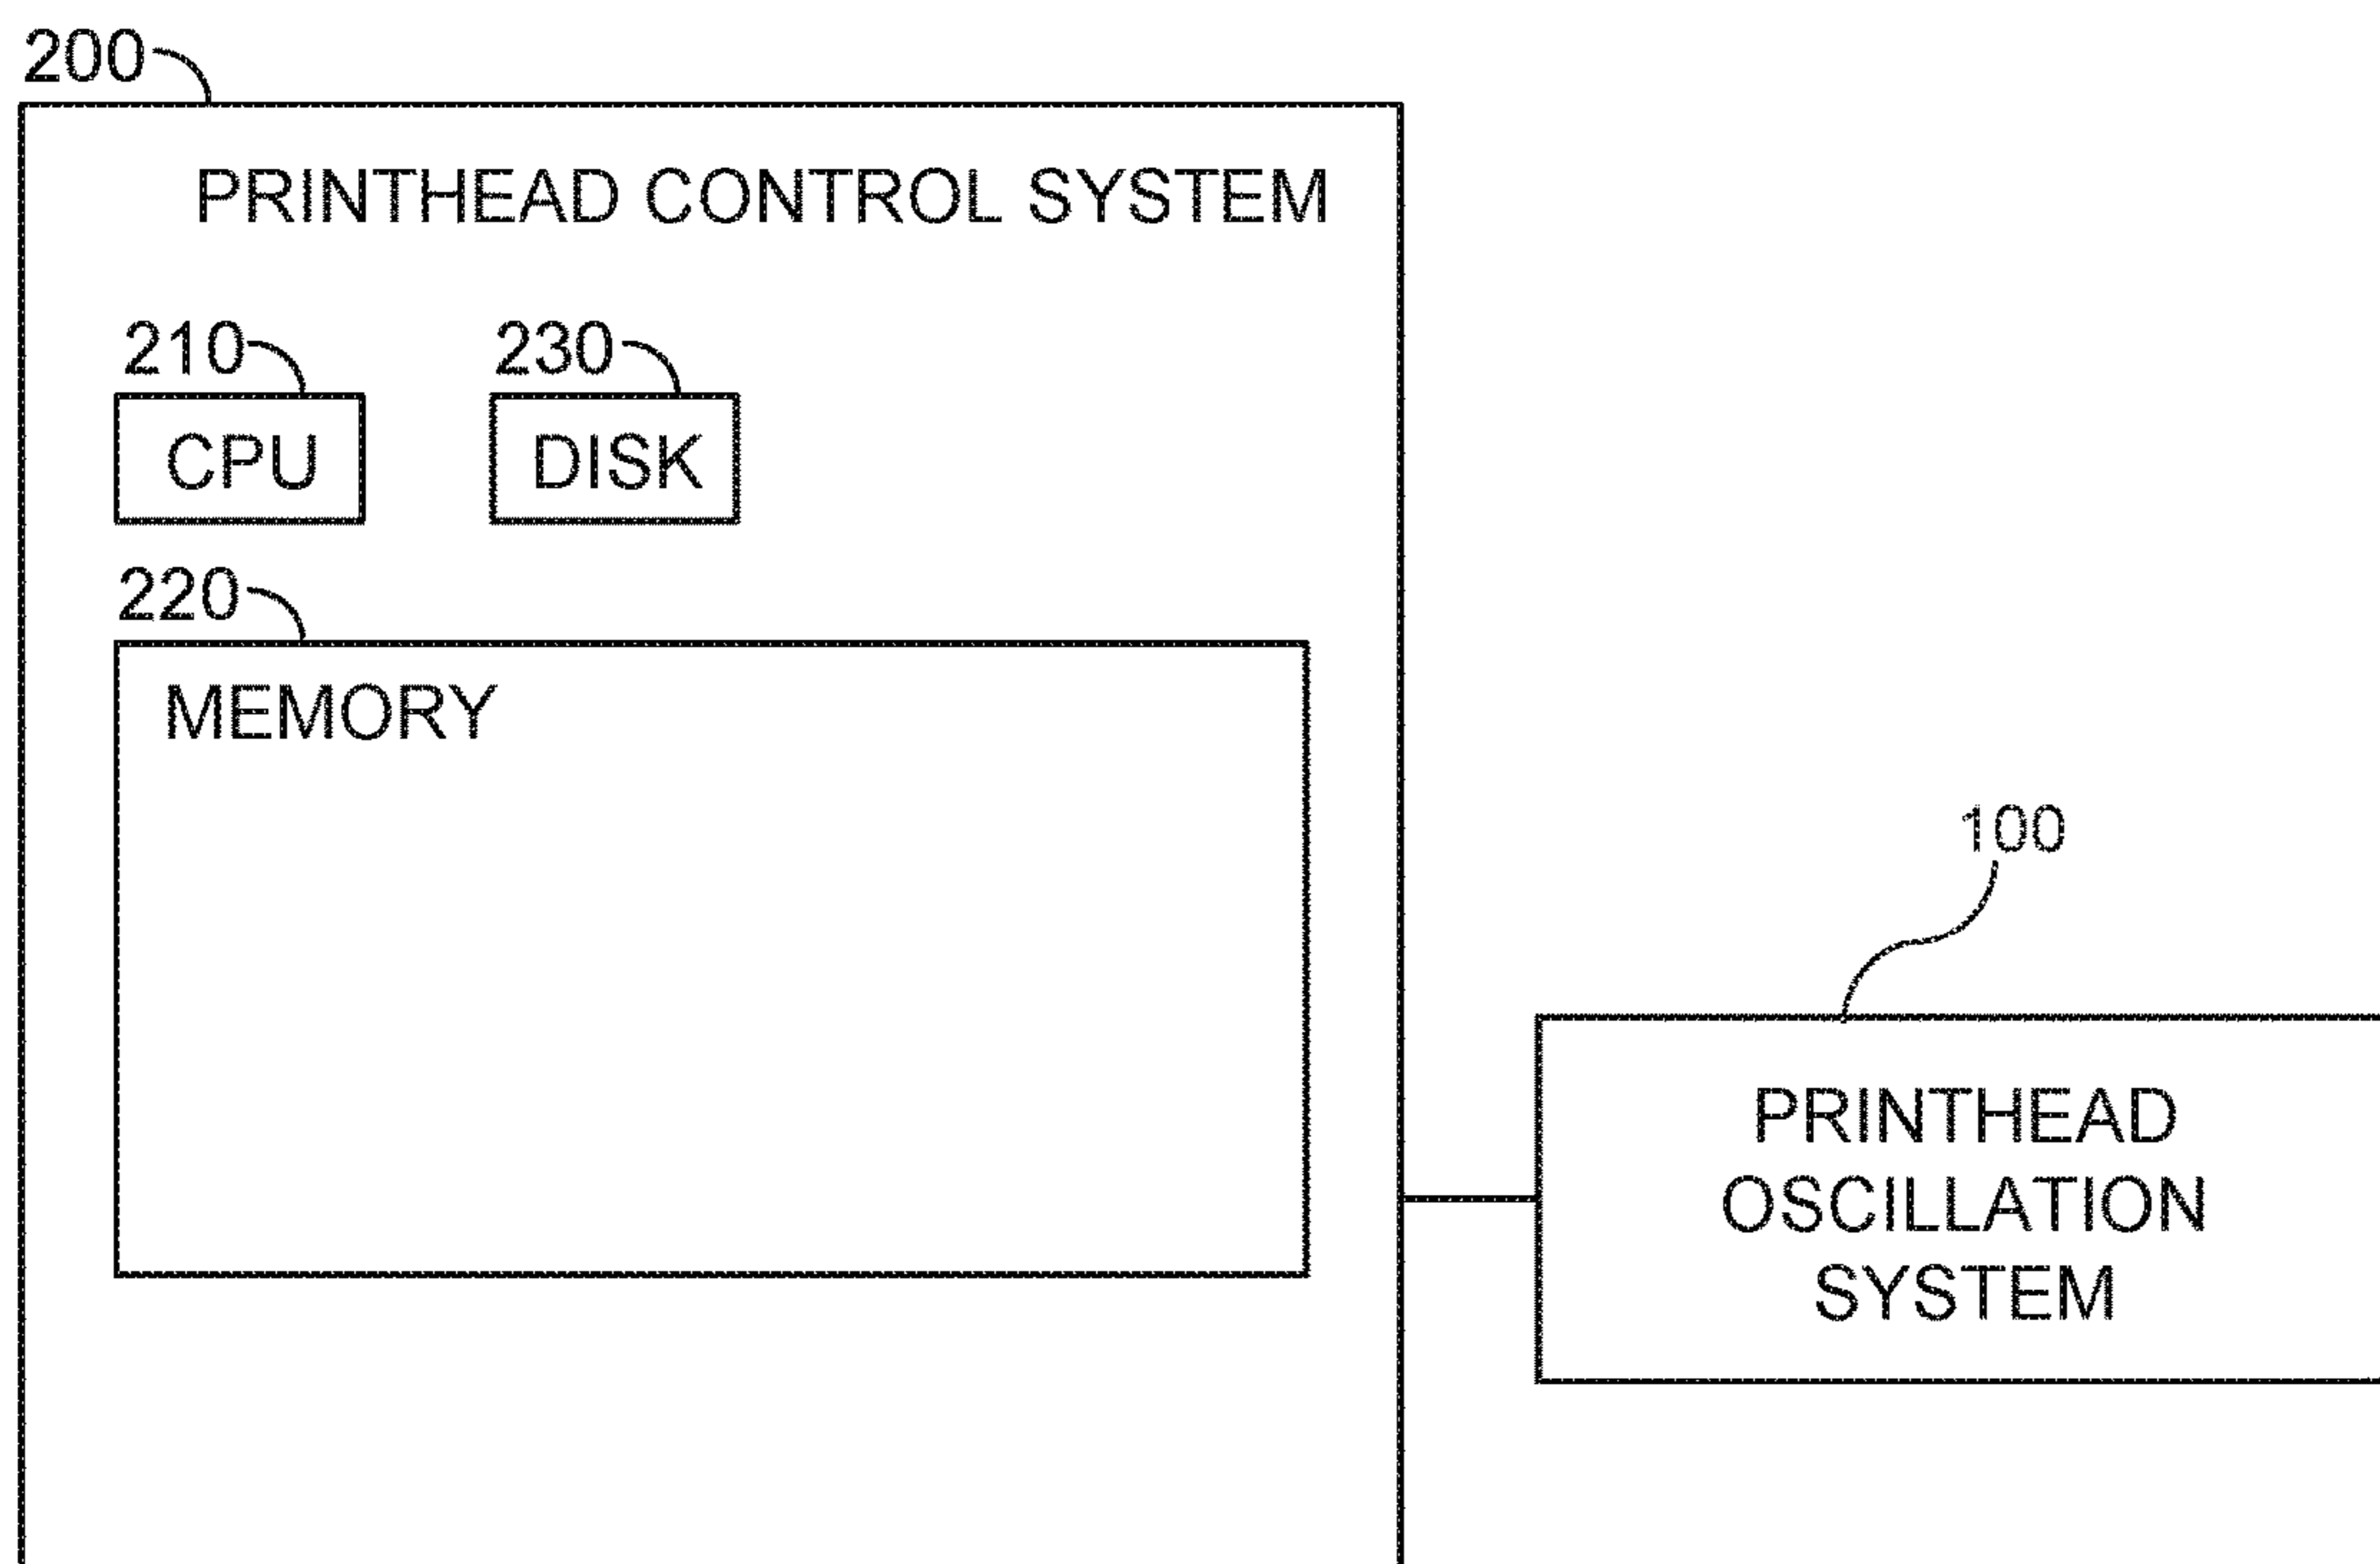 200
PRINTHEAD CONTROL SYSTEM
210
230
CPU
DISK
220
MEMORY
100
PRINTHEAD
OSCILLATION
SYSTEM